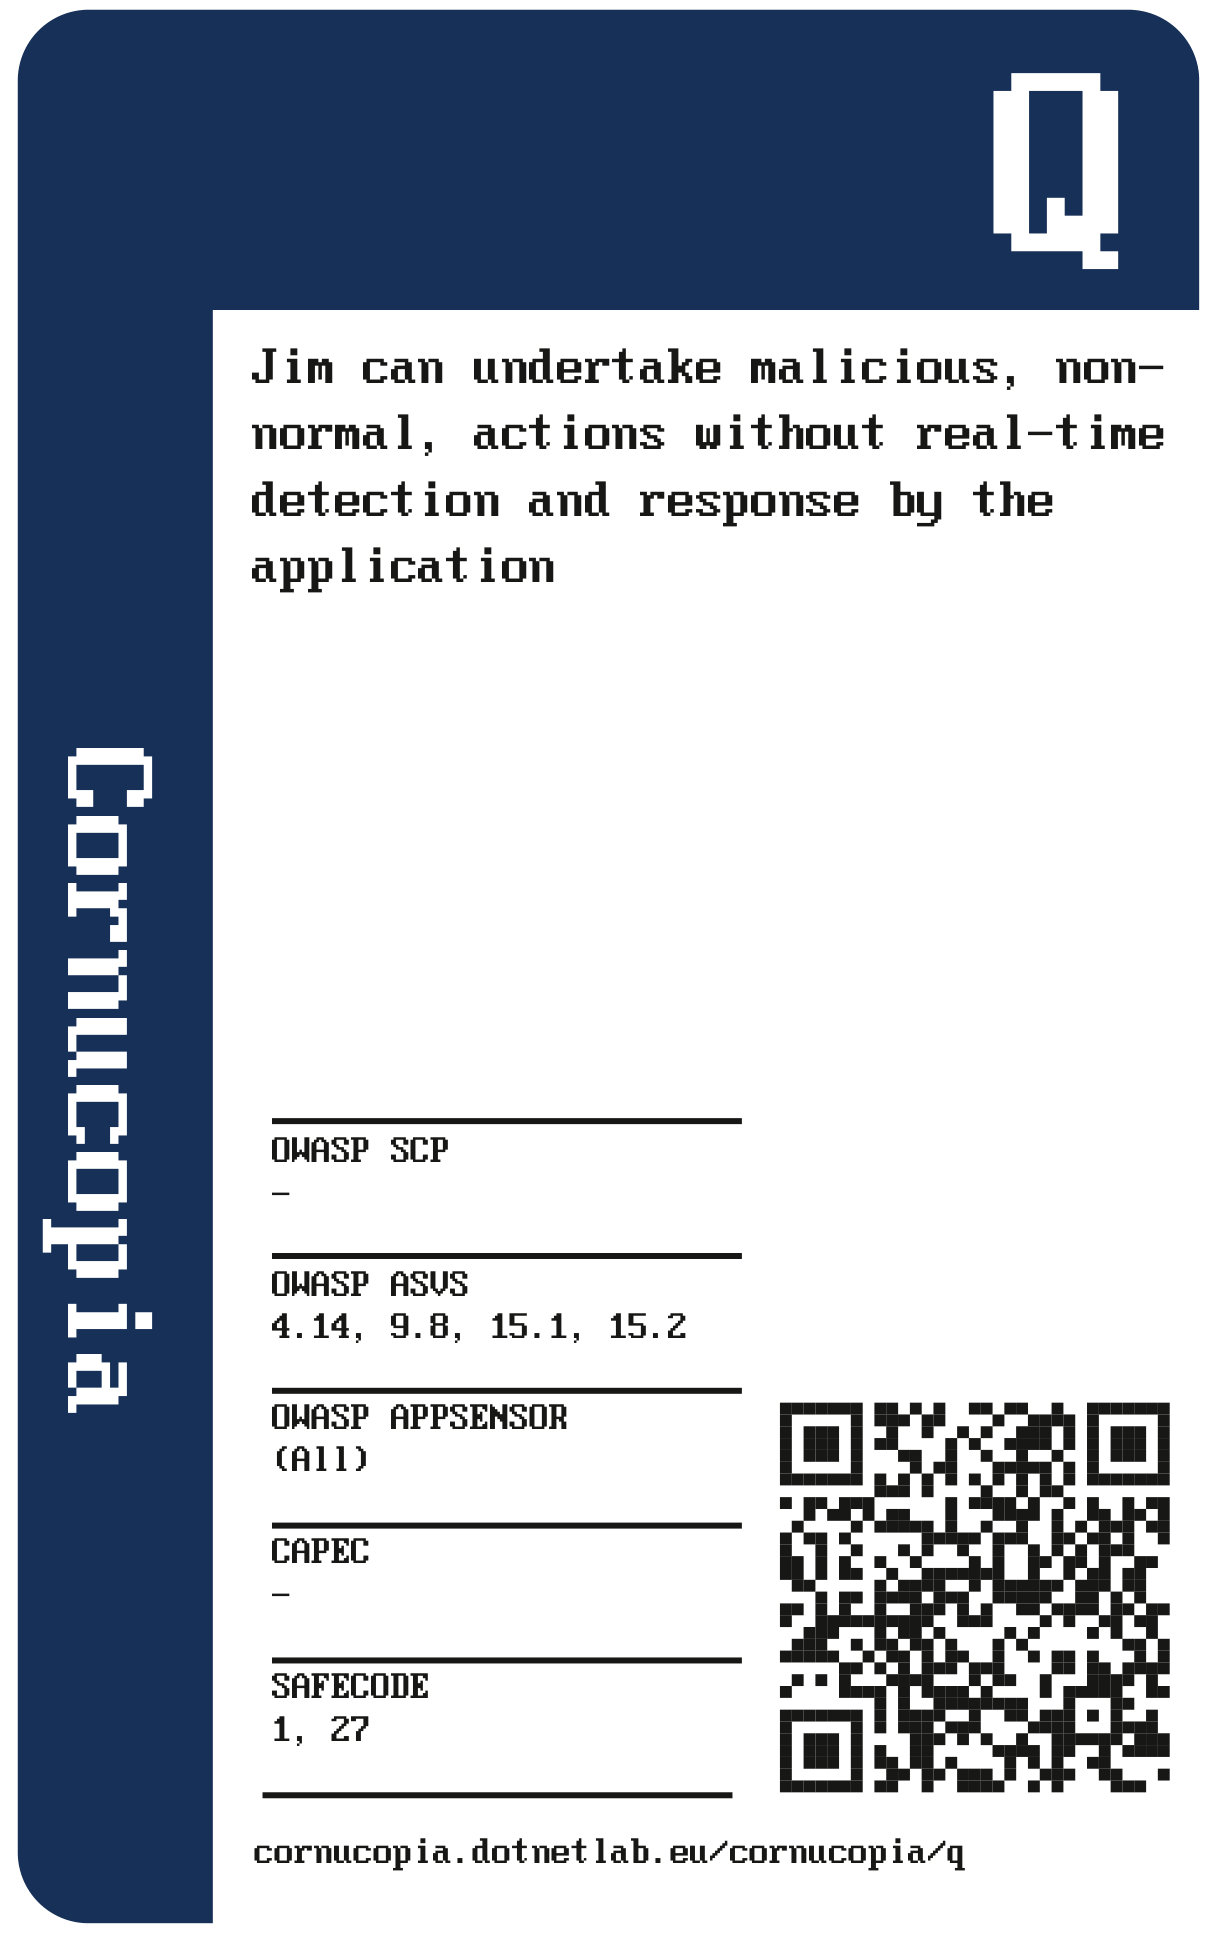 Q
Jim can undertake malicious, non-
normal, actions without real-time
detection and response by the
application
Cornucopia
OWASP SCP
-
OWASP ASVS
4.14, 9.8, 15.1, 15.2
OWASP APPSENSOR
(All)
CAPEC
-
SAFECODE
1, 27
cornucopia.dotnetlab.eu/cornucopia/q